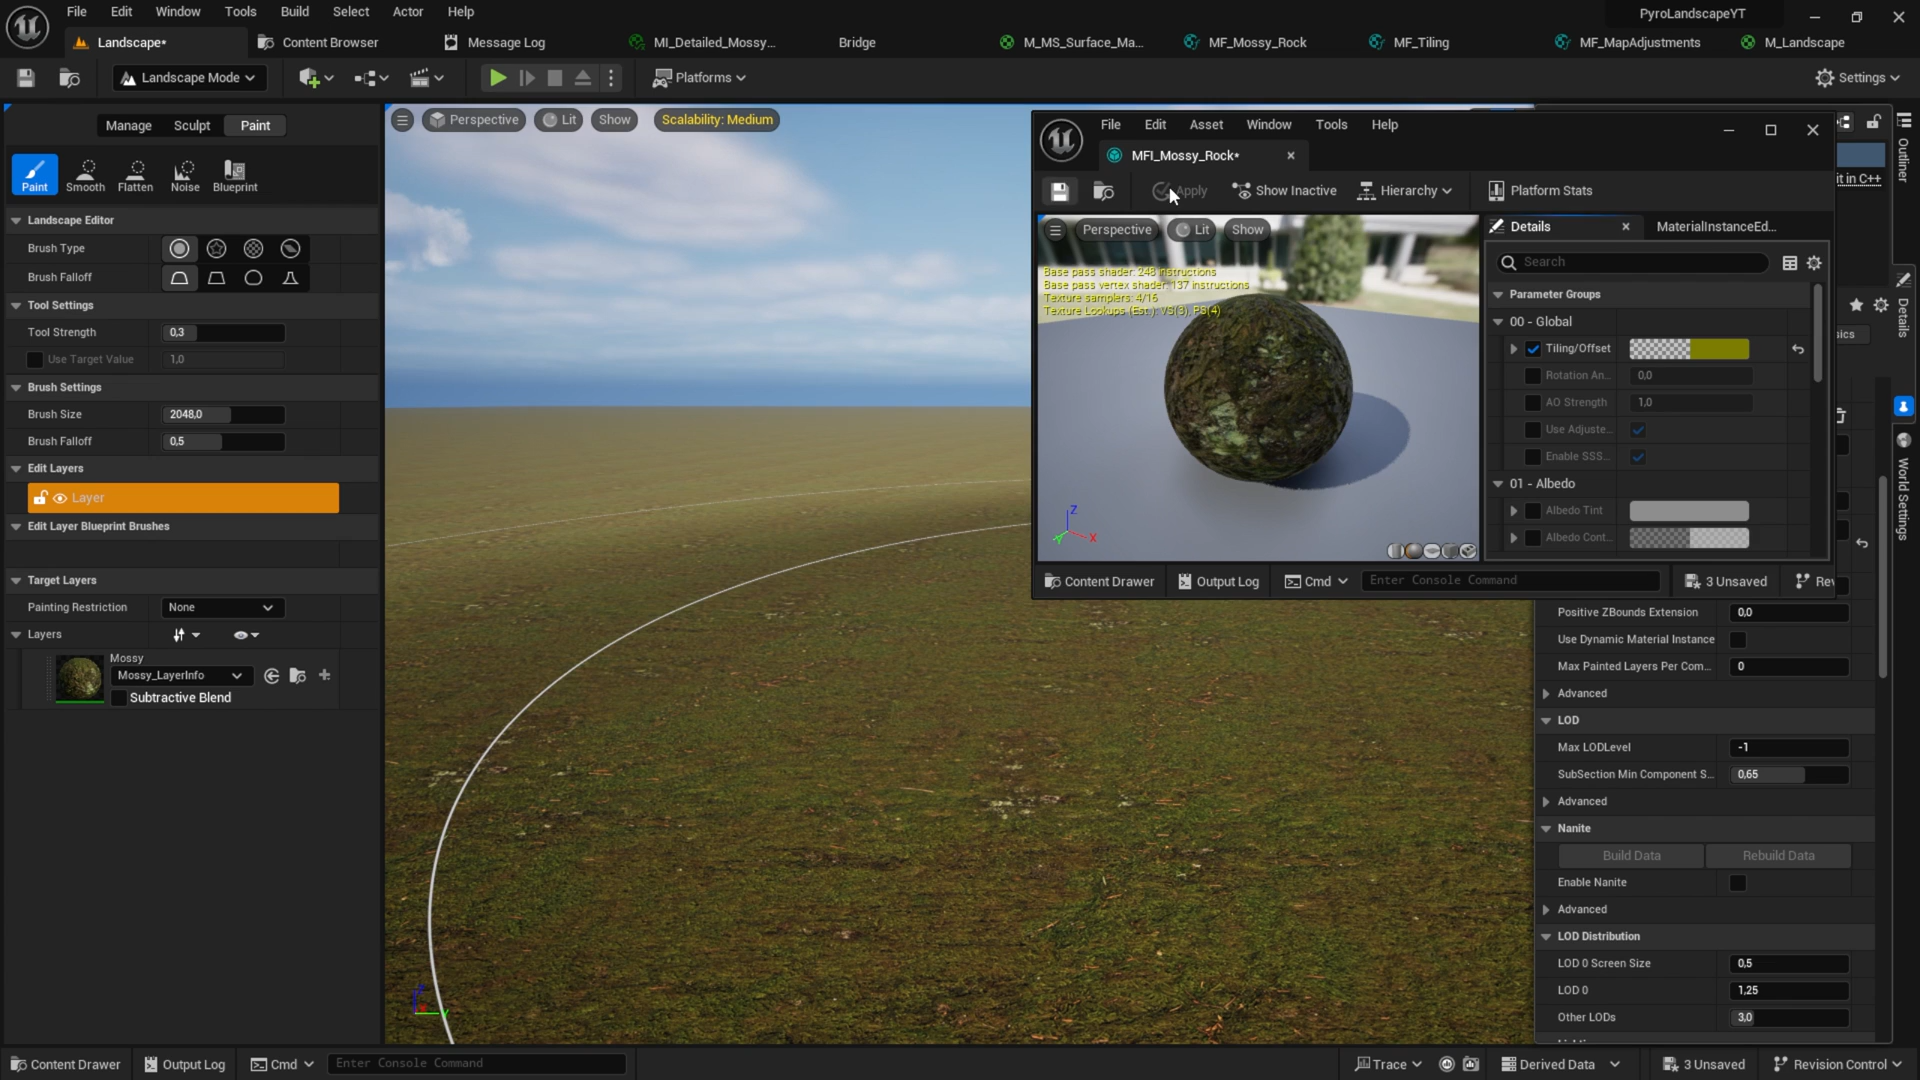 File Edit Window Tools Build Select Actor Help
PyroLandscapeYT
Landscape*
Content Browser
Message Log
MI_Detailed_Mossy...
Bridge
M_MS_Surface_Ma...
MF_Mossy_Rock
MF_Tiling
MF_MapAdjustments
M_Landscape
Landscape Mode
Platforms
Settings
Manage Sculpt Paint
Paint Smooth Flatten Noise Blueprint
Landscape Editor
Brush Type
Brush Falloff
Tool Settings
Tool Strength 0,3
Use Target Value 1,0
Brush Settings
Brush Size 2048,0
Brush Falloff 0,5
Edit Layers
Layer
Edit Layer Blueprint Brushes
Target Layers
Painting Restriction None
Layers
Mossy
Mossy_LayerInfo
Subtractive Blend
Perspective Lit Show Scalability: Medium
File Edit Asset Window Tools Help
MFI_Mossy_Rock*
Apply Show Inactive Hierarchy Platform Stats
Perspective Lit Show
Base pass shader: 248 instructions
Base pass vertex shader: 137 instructions
Texture samplers: 4/16
Texture Lookups (Est.): VS(3), PS(4)
Z
X
Details
MaterialInstanceEd...
Search
Parameter Groups
00 - Global
Tiling/Offset
Rotation An... 0,0
AO Strength 1,0
Use Adjuste...
Enable SSS...
01 - Albedo
Albedo Tint
Albedo Cont...
Content Drawer Output Log Cmd Enter Console Command 3 Unsaved Rev
it in C++
sics
Outliner
Details
World Settings
Positive ZBounds Extension 0,0
Use Dynamic Material Instance
Max Painted Layers Per Com... 0
Advanced
LOD
Max LODLevel -1
SubSection Min Component S... 0,65
Advanced
Nanite
Build Data Rebuild Data
Enable Nanite
Advanced
LOD Distribution
LOD 0 Screen Size 0,5
LOD 0 1,25
Other LODs 3,0
Content Drawer Output Log Cmd Enter Console Command
Trace Derived Data 3 Unsaved Revision Control